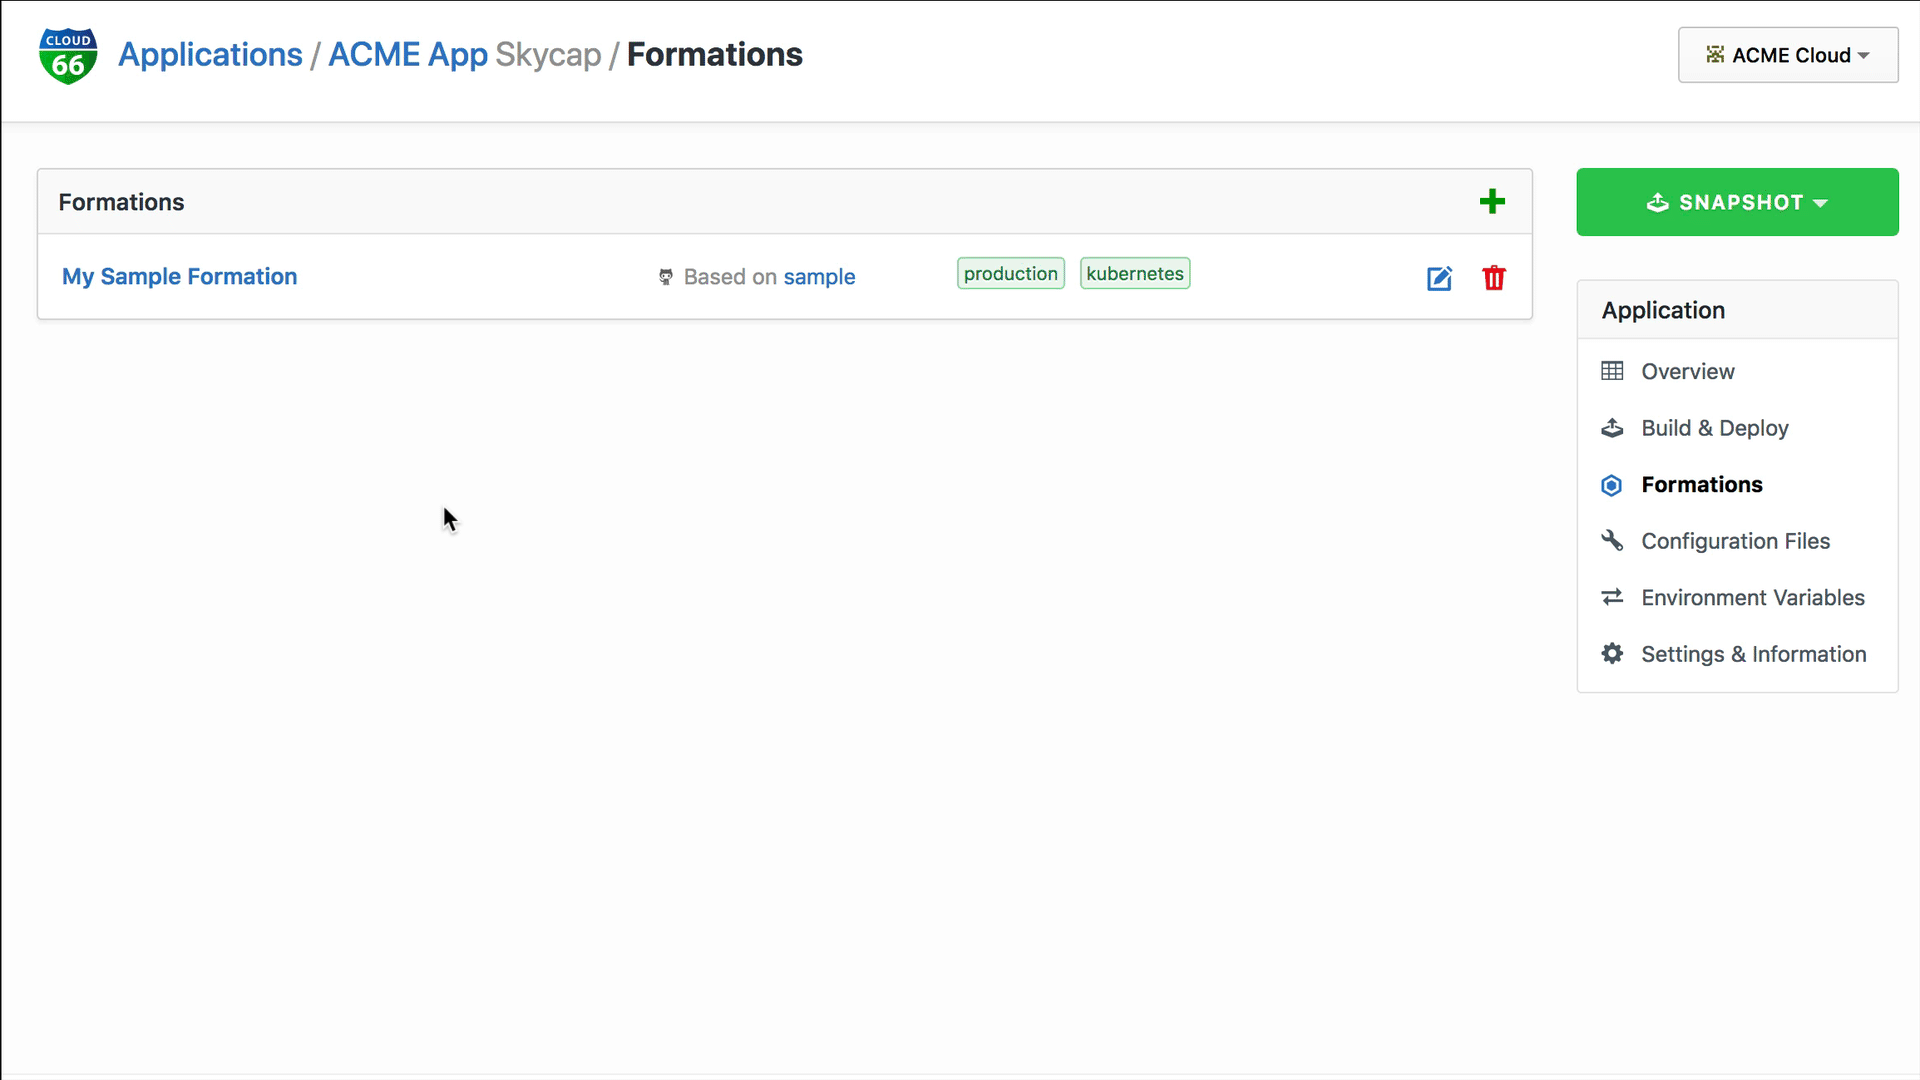 CLOUD
66
Applications / ACME App Skycap / Formations
ACME Cloud
Formations
My Sample Formation
Based on sample
production
kubernetes
SNAPSHOT
Application
Overview
Build & Deploy
Formations
Configuration Files
Environment Variables
Settings & Information